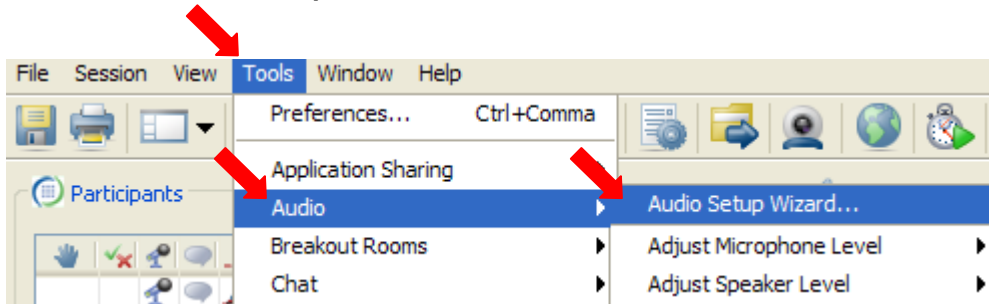 File Session View Tools Window Help
Preferences... Ctrl+Comma
Application Sharing
Participants
Audio Audio Setup Wizard...
Breakout Rooms Adjust Microphone Level
Chat Adjust Speaker Level